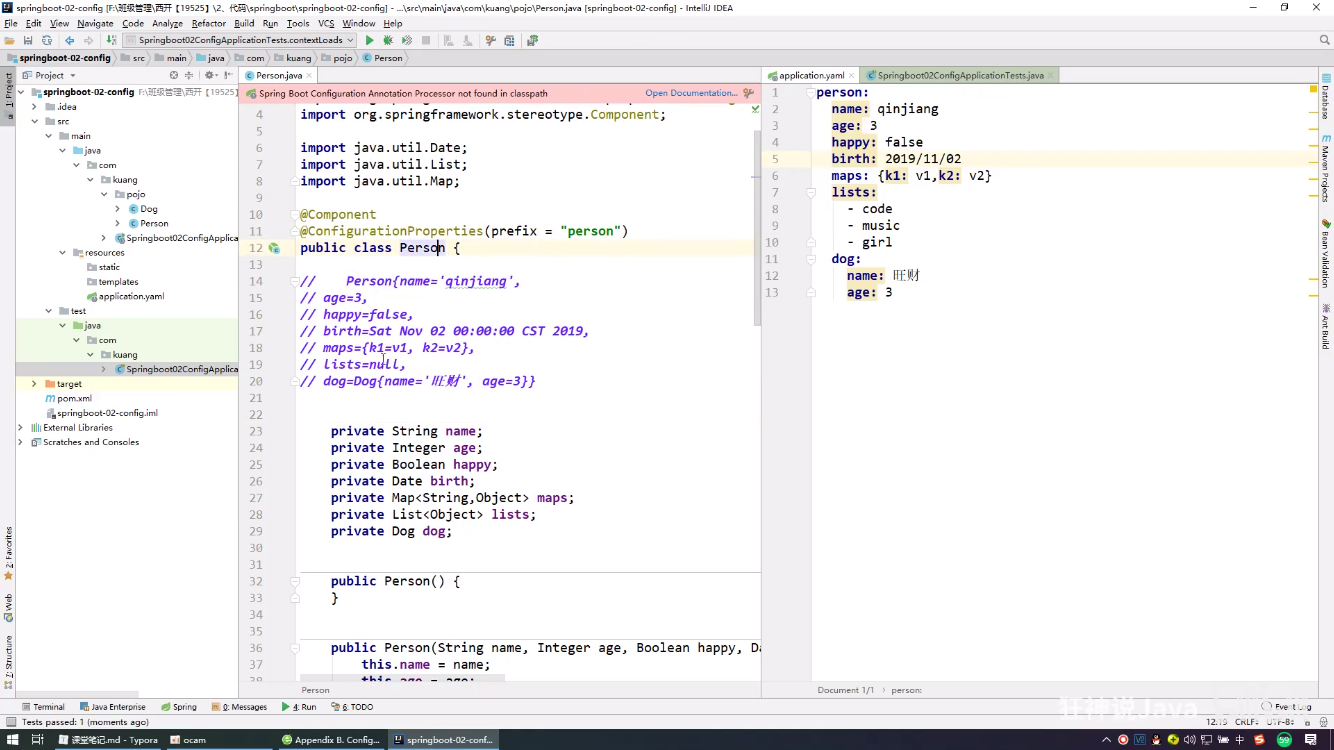 springboot-02-config [F:\班级管理\西开【19525】\2、代码\springboot\springboot-02-config] - ...\src\main\java\com\kuang\pojo\Person.java [springboot-02-config] - IntelliJ IDEA
File Edit View Navigate Code Analyze Refactor Build Run Tools VCS Window Help
Springboot02ConfigApplicationTests.contextLoads
springboot-02-config src main java com kuang pojo Person
Project
Person.java
application.yaml
Springboot02ConfigApplicationTests.java
1: Project
springboot-02-config F:\班级管理\西开【19525】
.idea
src
main
java
com
kuang
pojo
Dog
Person
Springboot02ConfigApplica
resources
static
templates
application.yaml
test
java
com
kuang
Springboot02ConfigApplica
target
pom.xml
springboot-02-config.iml
External Libraries
Scratches and Consoles
2: Favorites
Web
Z: Structure
Spring Boot Configuration Annotation Processor not found in classpath
Open Documentation...
4 import org.springframework.stereotype.Component;
5
6 import java.util.Date;
7 import java.util.List;
8 import java.util.Map;
9
10 @Component
11 @ConfigurationProperties(prefix = "person")
12 public class Person {
13
14 // Person{name='qinjiang',
15 // age=3,
16 // happy=false,
17 // birth=Sat Nov 02 00:00:00 CST 2019,
18 // maps={k1=v1, k2=v2},
19 // lists=null,
20 // dog=Dog{name='旺财', age=3}}
21
22
23 private String name;
24 private Integer age;
25 private Boolean happy;
26 private Date birth;
27 private Map<String,Object> maps;
28 private List<Object> lists;
29 private Dog dog;
30
31
32 public Person() {
33 }
34
35
36 public Person(String name, Integer age, Boolean happy, Da
37 this.name = name;
38 this.age = age;
Person
1 person:
2 name: qinjiang
3 age: 3
4 happy: false
5 birth: 2019/11/02
6 maps: {k1: v1,k2: v2}
7 lists:
8 - code
9 - music
10 - girl
11 dog:
12 name: 旺财
13 age: 3
Document 1/1 person:
Database
Maven Projects
Bean Validation
Ant Build
Terminal Java Enterprise Spring 0: Messages 4: Run 6: TODO
Event Log
狂神说Java
Tests passed: 1 (moments ago)
12:19 CRLF UTF-8
课堂笔记.md - Typora
ocam
Appendix B. Config...
springboot-02-conf...
中
59